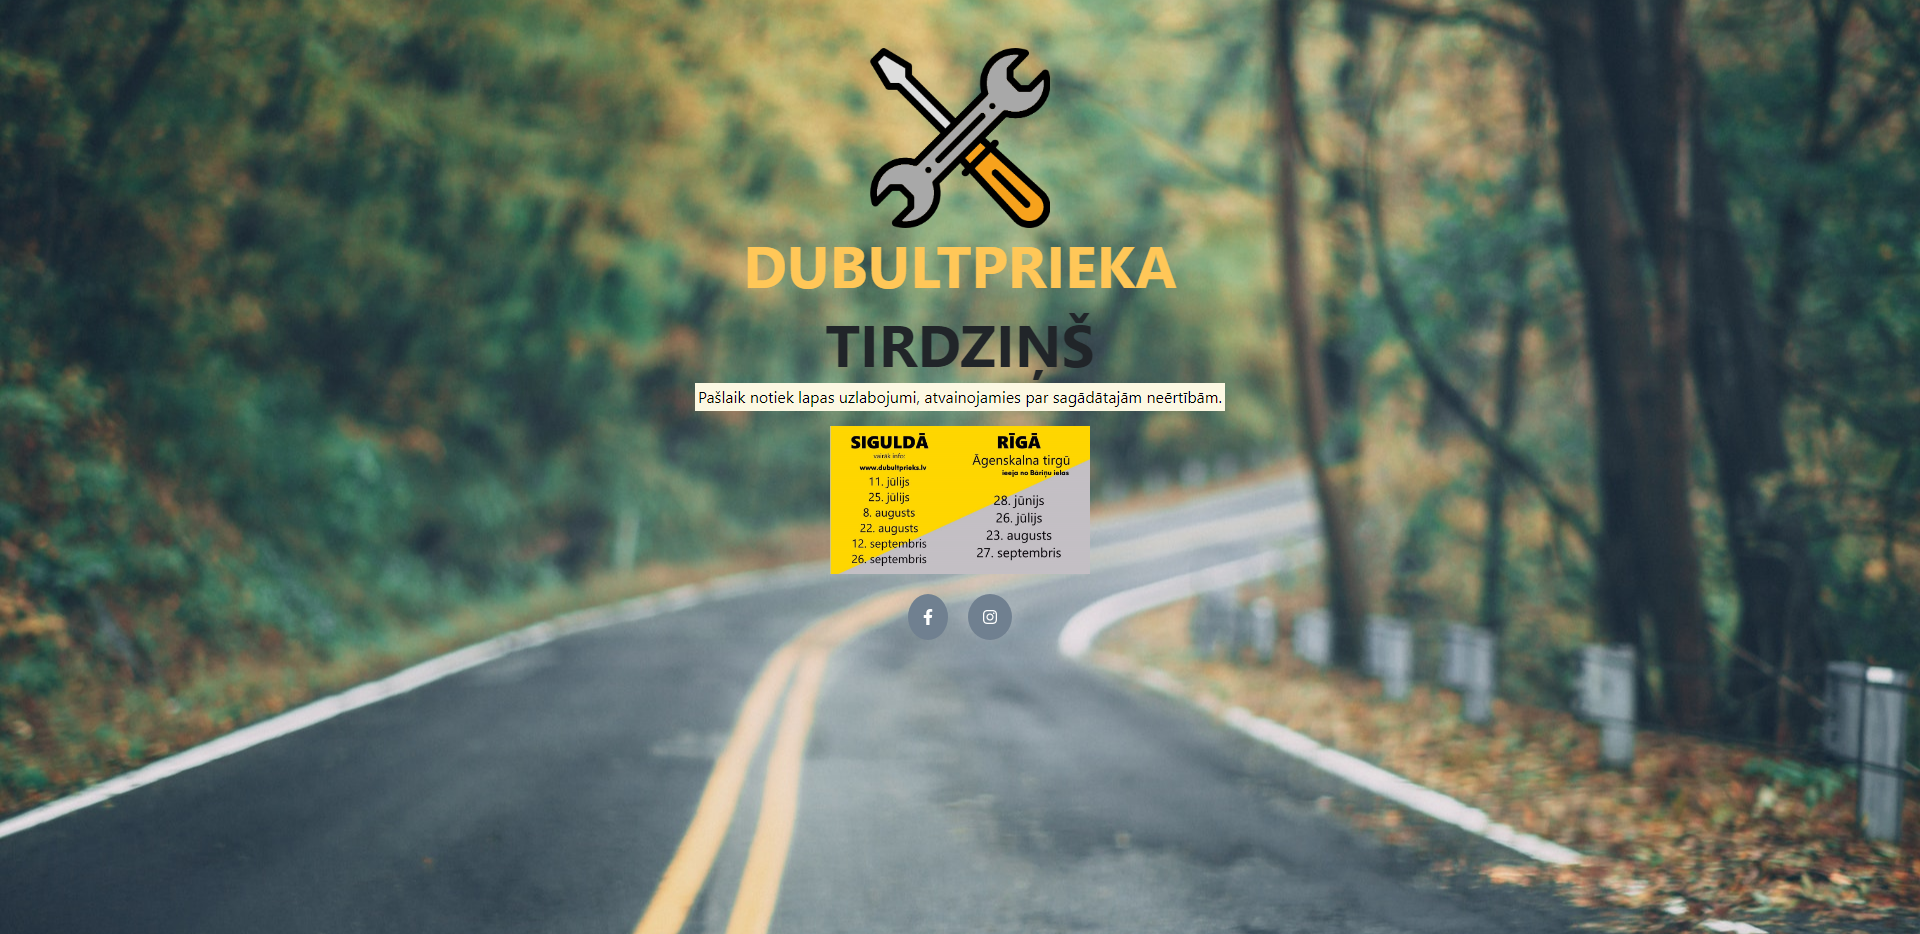 DUBULTPRIEKA
TIRDZIŅŠ
Pašlaik notiek lapas uzlabojumi, atvainojamies par sagādātajām neērtībām.
SIGULDĀ
vairāk info:
www.dubultprieks.lv
11. jūlijs
25. jūlijs
8. augusts
22. augusts
12. septembris
26. septembris
RĪGĀ
Āgenskalna tirgū
ieeja no Bāriņu ielas
28. jūnijs
26. jūlijs
23. augusts
27. septembris